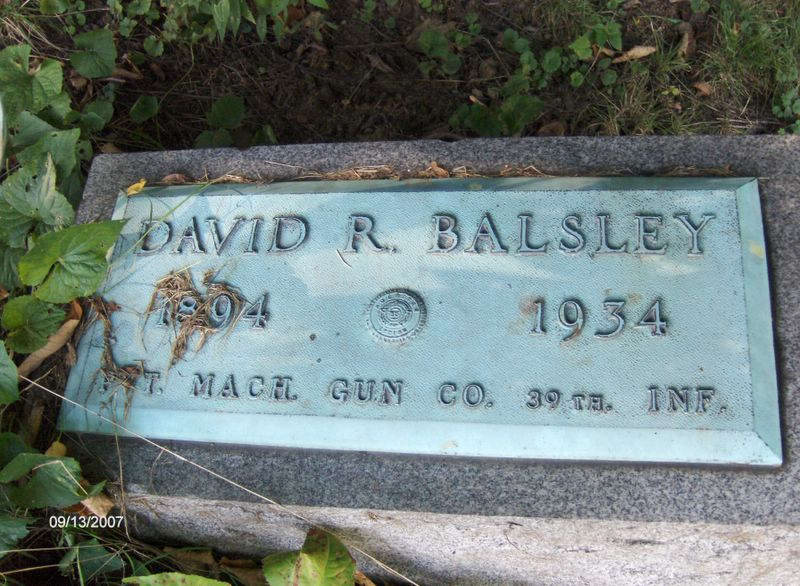 DAVID R. BALSLEY
1894 1934
MACH. GUN CO. 39TH. INF.
09/13/2007